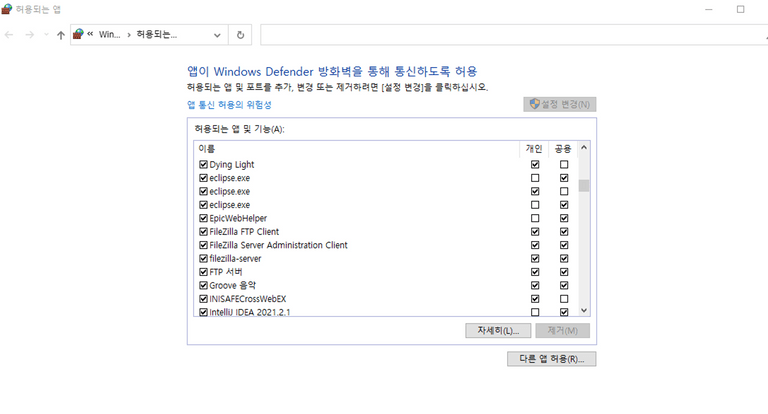 허용되는 앱
Win... 허용되는...
앱이 Windows Defender 방화벽을 통해 통신하도록 허용
허용되는 앱 및 포트를 추가, 변경 또는 제거하려면 [설정 변경]을 클릭하십시오.
앱 통신 허용의 위험성
설정 변경(N)
허용되는 앱 및 기능(A):
이름 개인 공용
Dying Light
eclipse.exe
eclipse.exe
eclipse.exe
EpicWebHelper
FileZilla FTP Client
FileZilla Server Administration Client
filezilla-server
FTP 서버
Groove 음악
INISAFECrossWebEX
IntelliJ IDEA 2021.2.1
자세히(L)... 제거(M)
다른 앱 허용(R)...